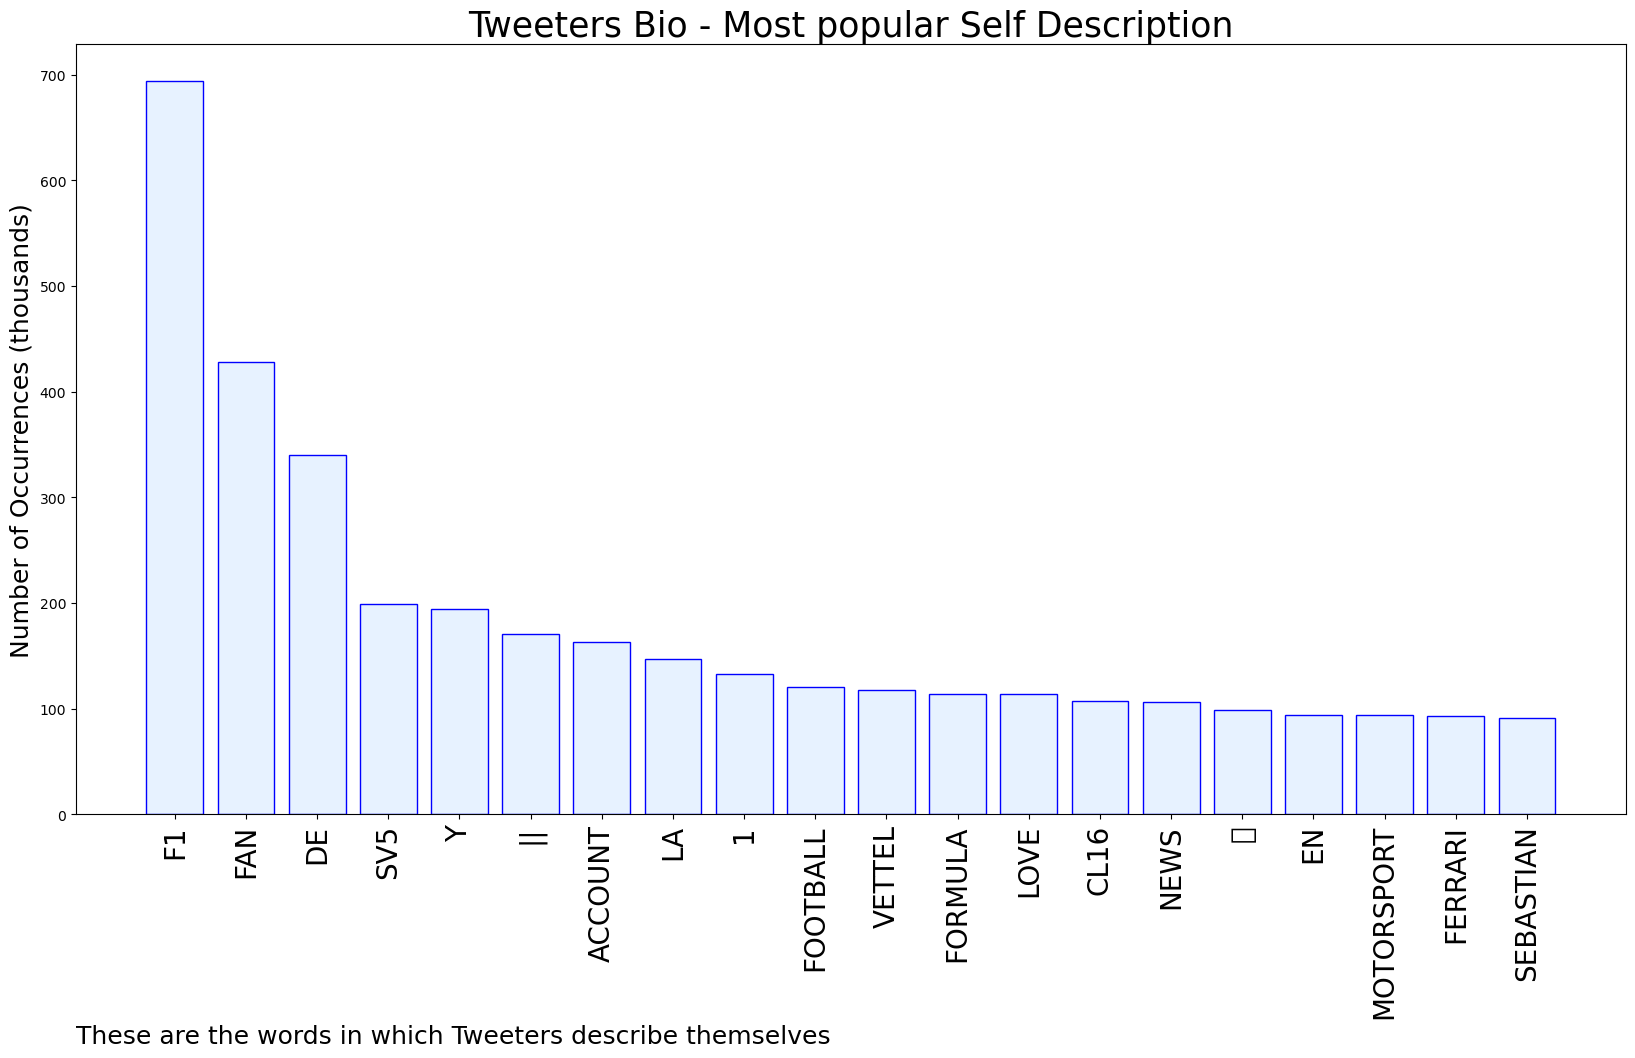 Tweeters Bio - Most popular Self Description
Number of Occurrences (thousands)
700
600
500
400
300
200
100
0
F1
FAN
DE
SV5
Y
||
ACCOUNT
LA
1
FOOTBALL
VETTEL
FORMULA
LOVE
CL16
NEWS
EN
MOTORSPORT
FERRARI
SEBASTIAN
These are the words in which Tweeters describe themselves